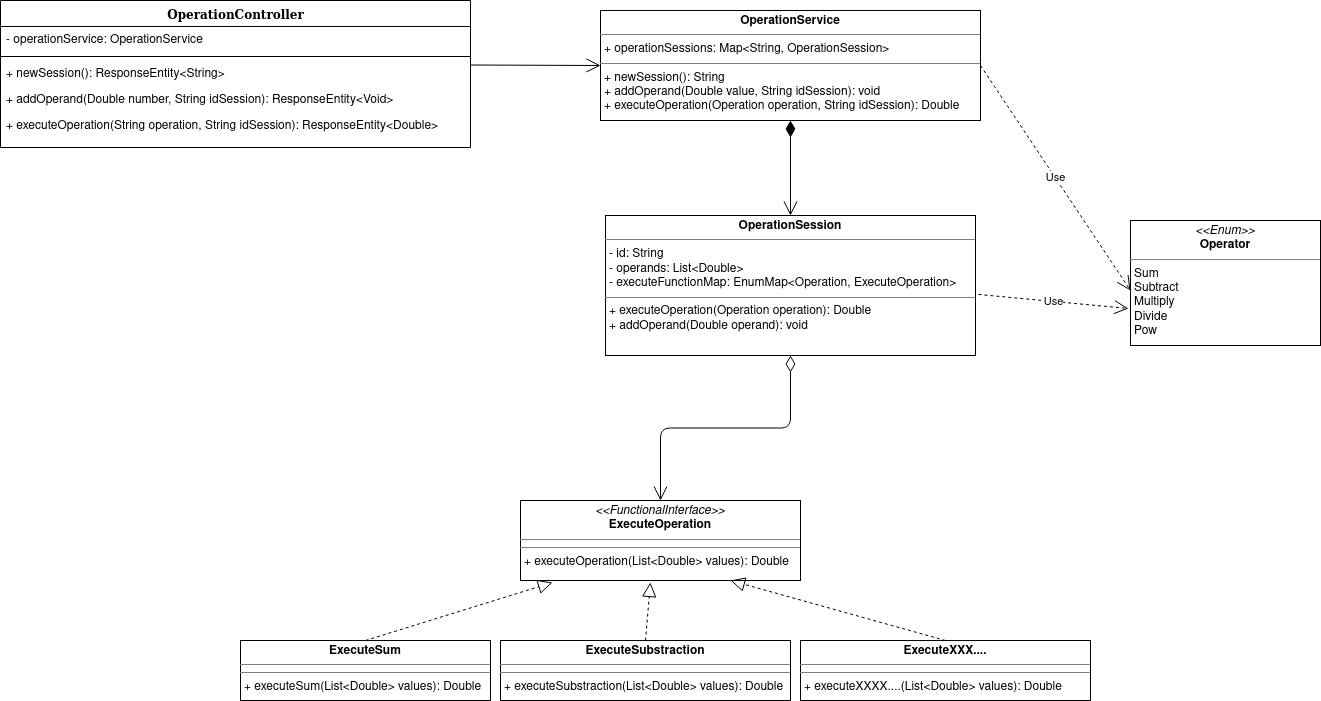 OperationController
- operationService: OperationService
+ newSession(): ResponseEntity<String>
+ addOperand(Double number, String idSession): ResponseEntity<Void>
+ executeOperation(String operation, String idSession): ResponseEntity<Double>
OperationService
+ operationSessions: Map<String, OperationSession>
+ newSession(): String
+ addOperand(Double value, String idSession): void
+ executeOperation(Operation operation, String idSession): Double
Use
OperationSession
- id: String
- operands: List<Double>
- executeFunctionMap: EnumMap<Operation, ExecuteOperation>
+ executeOperation(Operation operation): Double
+ addOperand(Double operand): void
Use
<<Enum>>
Operator
Sum
Subtract
Multiply
Divide
Pow
<<FunctionalInterface>>
ExecuteOperation
+ executeOperation(List<Double> values): Double
ExecuteSum
+ executeSum(List<Double> values): Double
ExecuteSubstraction
+ executeSubstraction(List<Double> values): Double
ExecuteXXX....
+ executeXXXX....(List<Double> values): Double